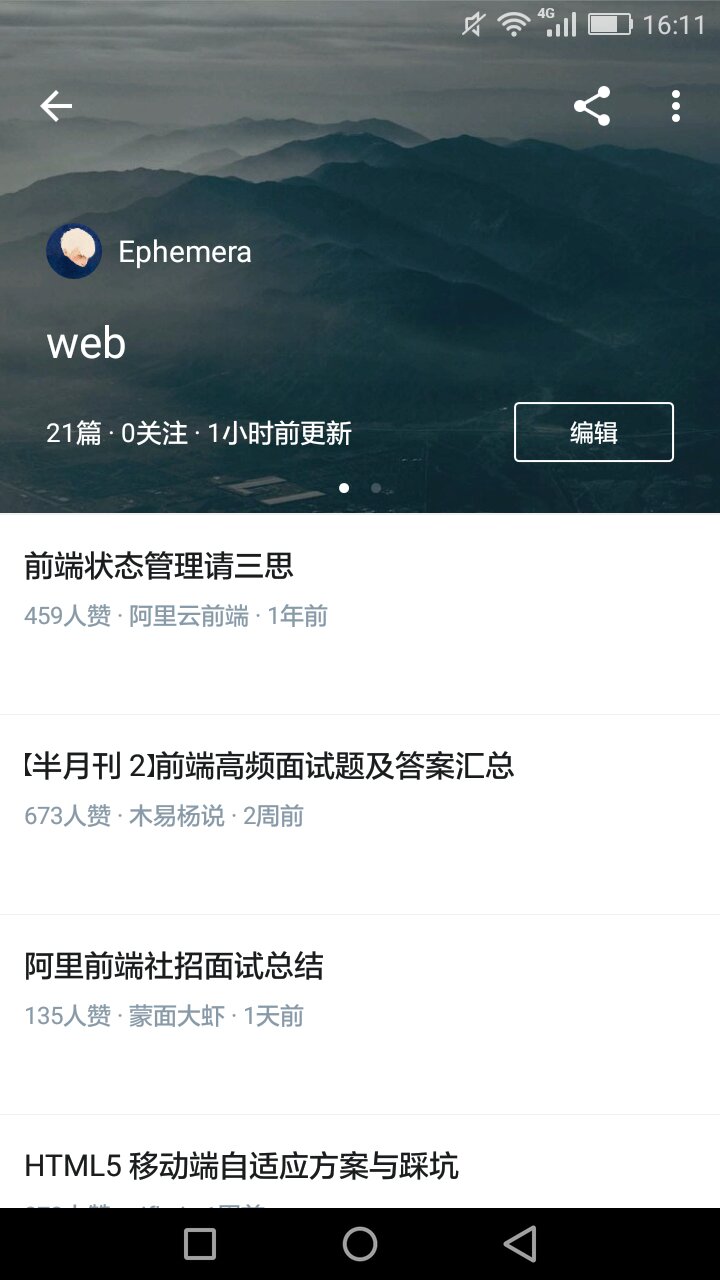 4G 16:11
Ephemera
web
21篇 · 0关注 · 1小时前更新
编辑
前端状态管理请三思
459人赞 · 阿里云前端 · 1年前
【半月刊 2】前端高频面试题及答案汇总
673人赞 · 木易杨说 · 2周前
阿里前端社招面试总结
135人赞 · 蒙面大虾 · 1天前
HTML5 移动端自适应方案与踩坑